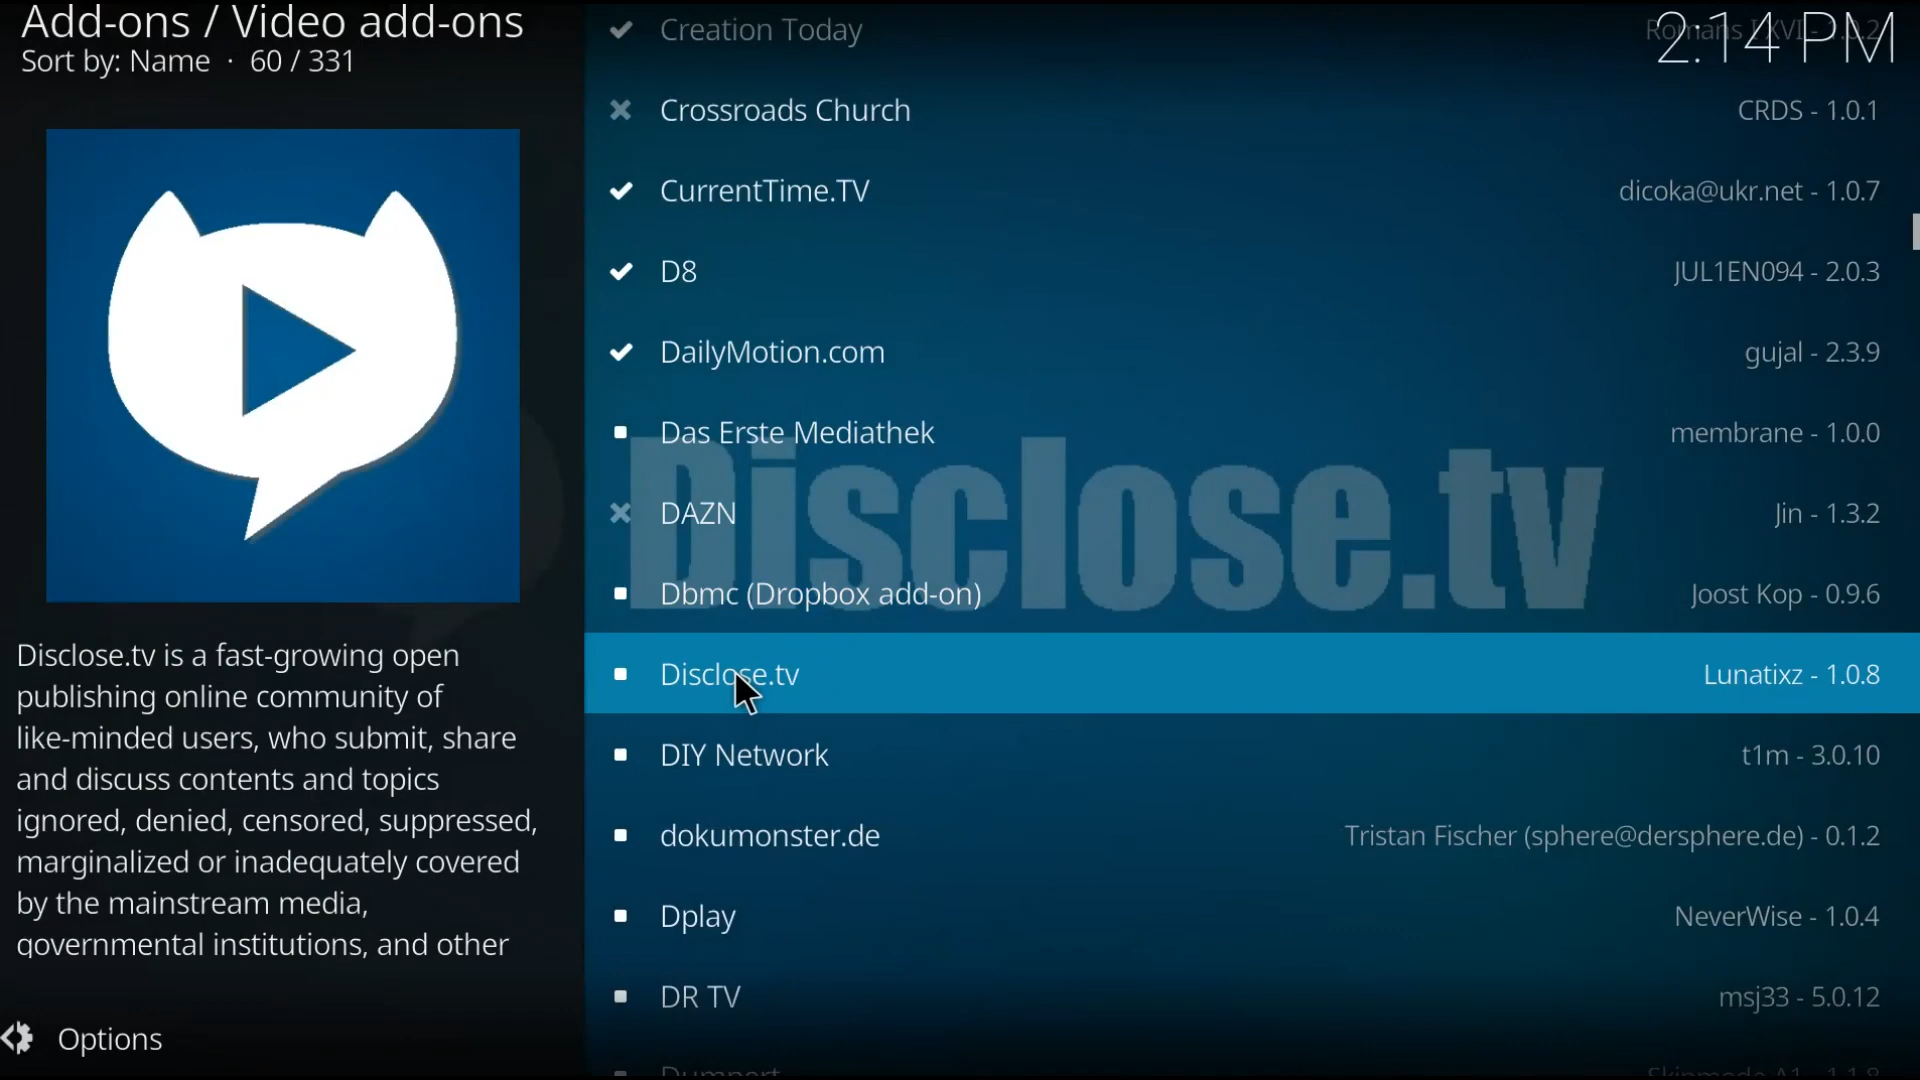 Add-ons / Video add-ons
Sort by: Name · 60 / 331
2:14 PM
Creation Today
Crossroads Church CRDS - 1.0.1
CurrentTime.TV dicoka@ukr.net - 1.0.7
D8 JUL1EN094 - 2.0.3
DailyMotion.com gujal - 2.3.9
Das Erste Mediathek membrane - 1.0.0
DAZN Jin - 1.3.2
Disclose.tv
Dbmc (Dropbox add-on) Joost Kop - 0.9.6
Disclose.tv Lunatixz - 1.0.8
DIY Network t1m - 3.0.10
dokumonster.de Tristan Fischer (sphere@dersphere.de) - 0.1.2
Dplay NeverWise - 1.0.4
DR TV msj33 - 5.0.12
Disclose.tv is a fast-growing open
publishing online community of
like-minded users, who submit, share
and discuss contents and topics
ignored, denied, censored, suppressed,
marginalized or inadequately covered
by the mainstream media,
governmental institutions, and other
Options